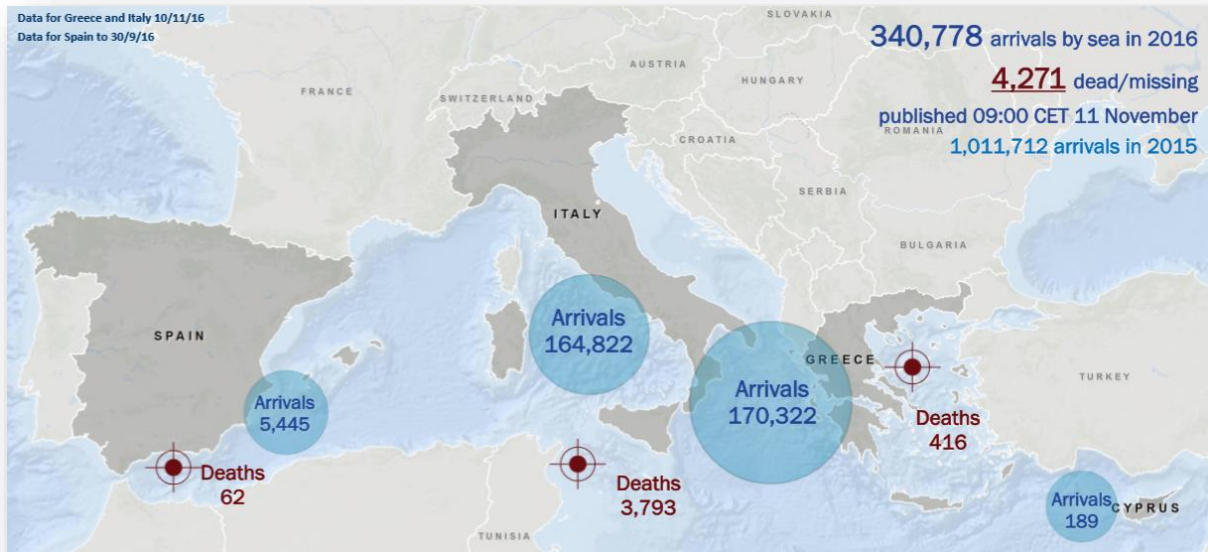 Data for Greece and Italy 10/11/16
Data for Spain to 30/9/16
SLOVAKIA
340,778 arrivals by sea in 2016
AUSTRIA
HUNGARY
4,271 dead/missing
FRANCE
SWITZERLAND
published 09:00 CET 11 November
ROMANIA
CROATIA
1,011,712 arrivals in 2015
SERBIA
ITALY
BULGARIA
SPAIN
Arrivals
164,822
GREECE
TURKEY
Arrivals
170,322
Arrivals
5,445
Deaths
416
Deaths
62
Deaths
3,793
Arrivals
189
CYPRUS
TUNISIA